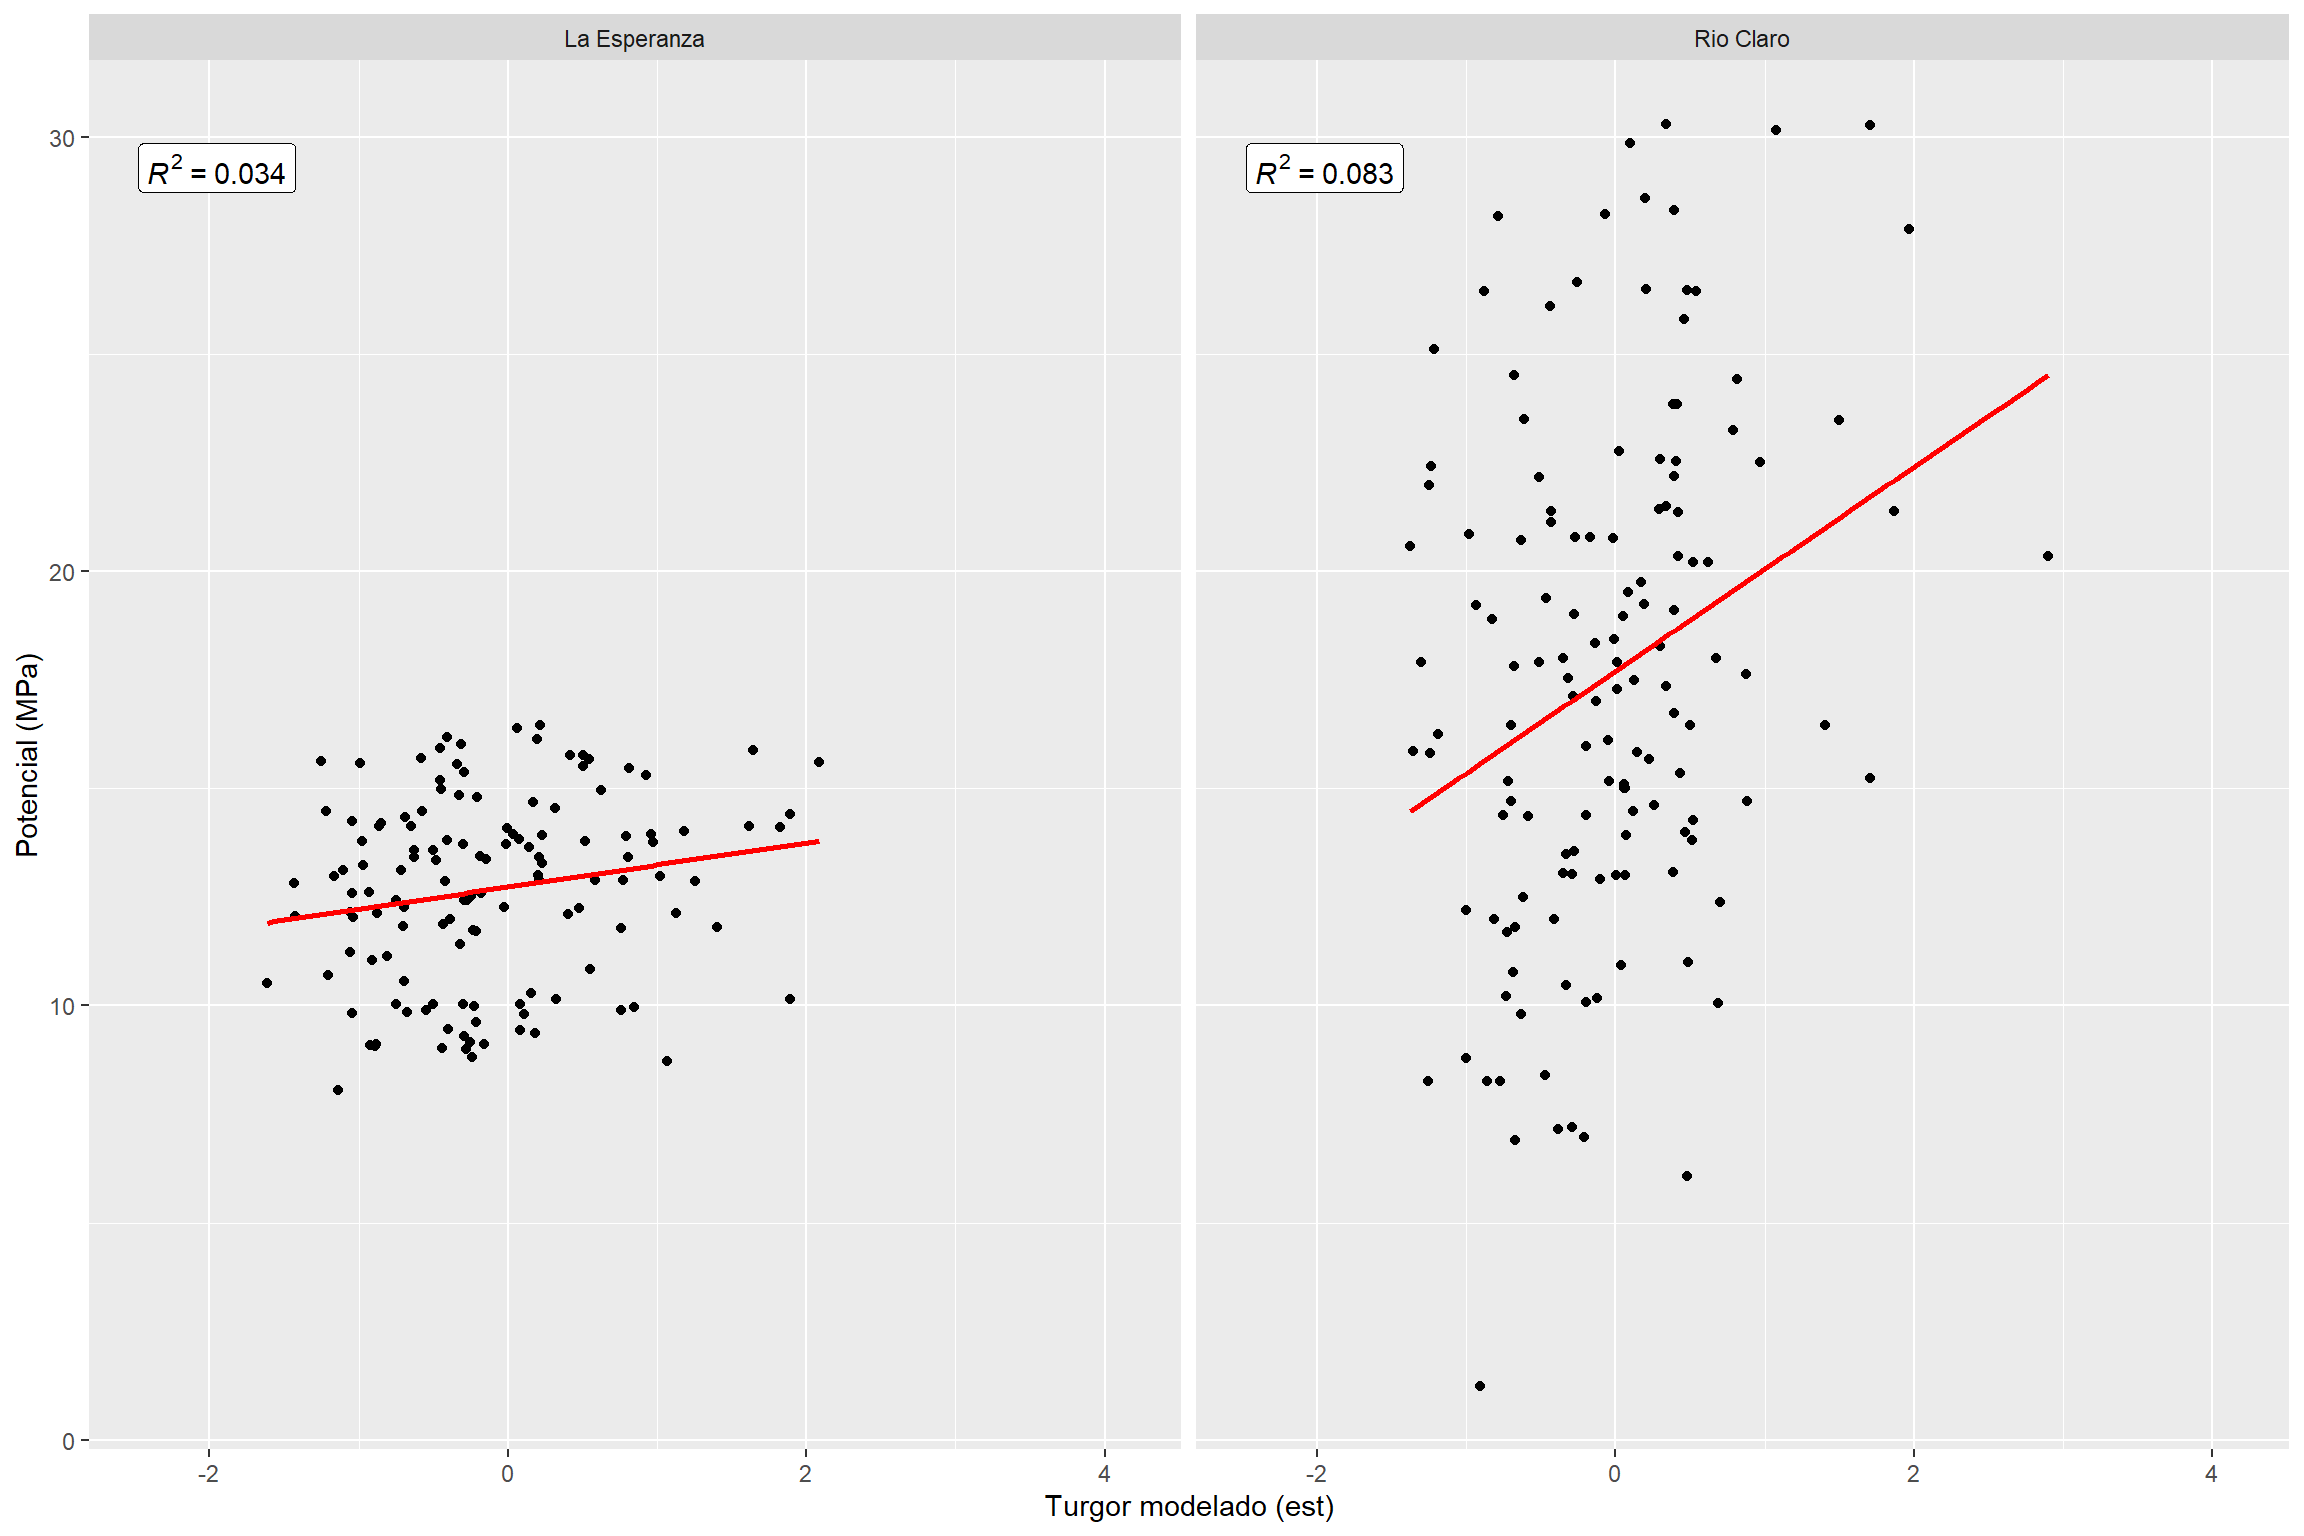 La Esperanza
Rio Claro
R² = 0.034
R² = 0.083
30
20
10
0
Potencial (MPa)
-2 0 2 4
-2 0 2 4
Turgor modelado (est)